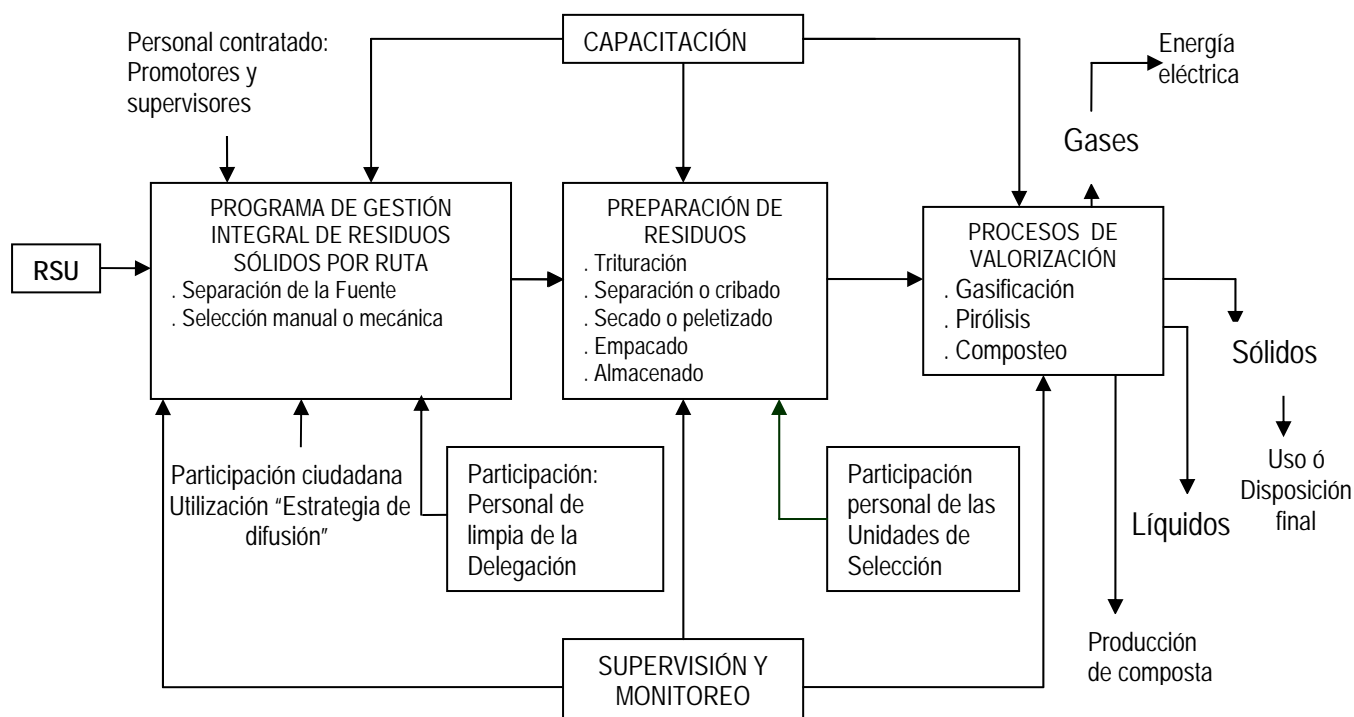 Personal contratado:
Promotores y
supervisores
CAPACITACIÓN
Energía
eléctrica
Gases
RSU
PROGRAMA DE GESTIÓN
INTEGRAL DE RESIDUOS
SÓLIDOS POR RUTA
. Separación de la Fuente
. Selección manual o mecánica
PREPARACIÓN DE
RESIDUOS
. Trituración
. Separación o cribado
. Secado o peletizado
. Empacado
. Almacenado
PROCESOS DE
VALORIZACIÓN
. Gasificación
. Pirólisis
. Composteo
Sólidos
Uso ó
Disposición
final
Líquidos
Producción
de composta
Participación ciudadana
Utilización "Estrategia de
difusión"
Participación:
Personal de
limpia de la
Delegación
Participación
personal de las
Unidades de
Selección
SUPERVISIÓN Y
MONITOREO